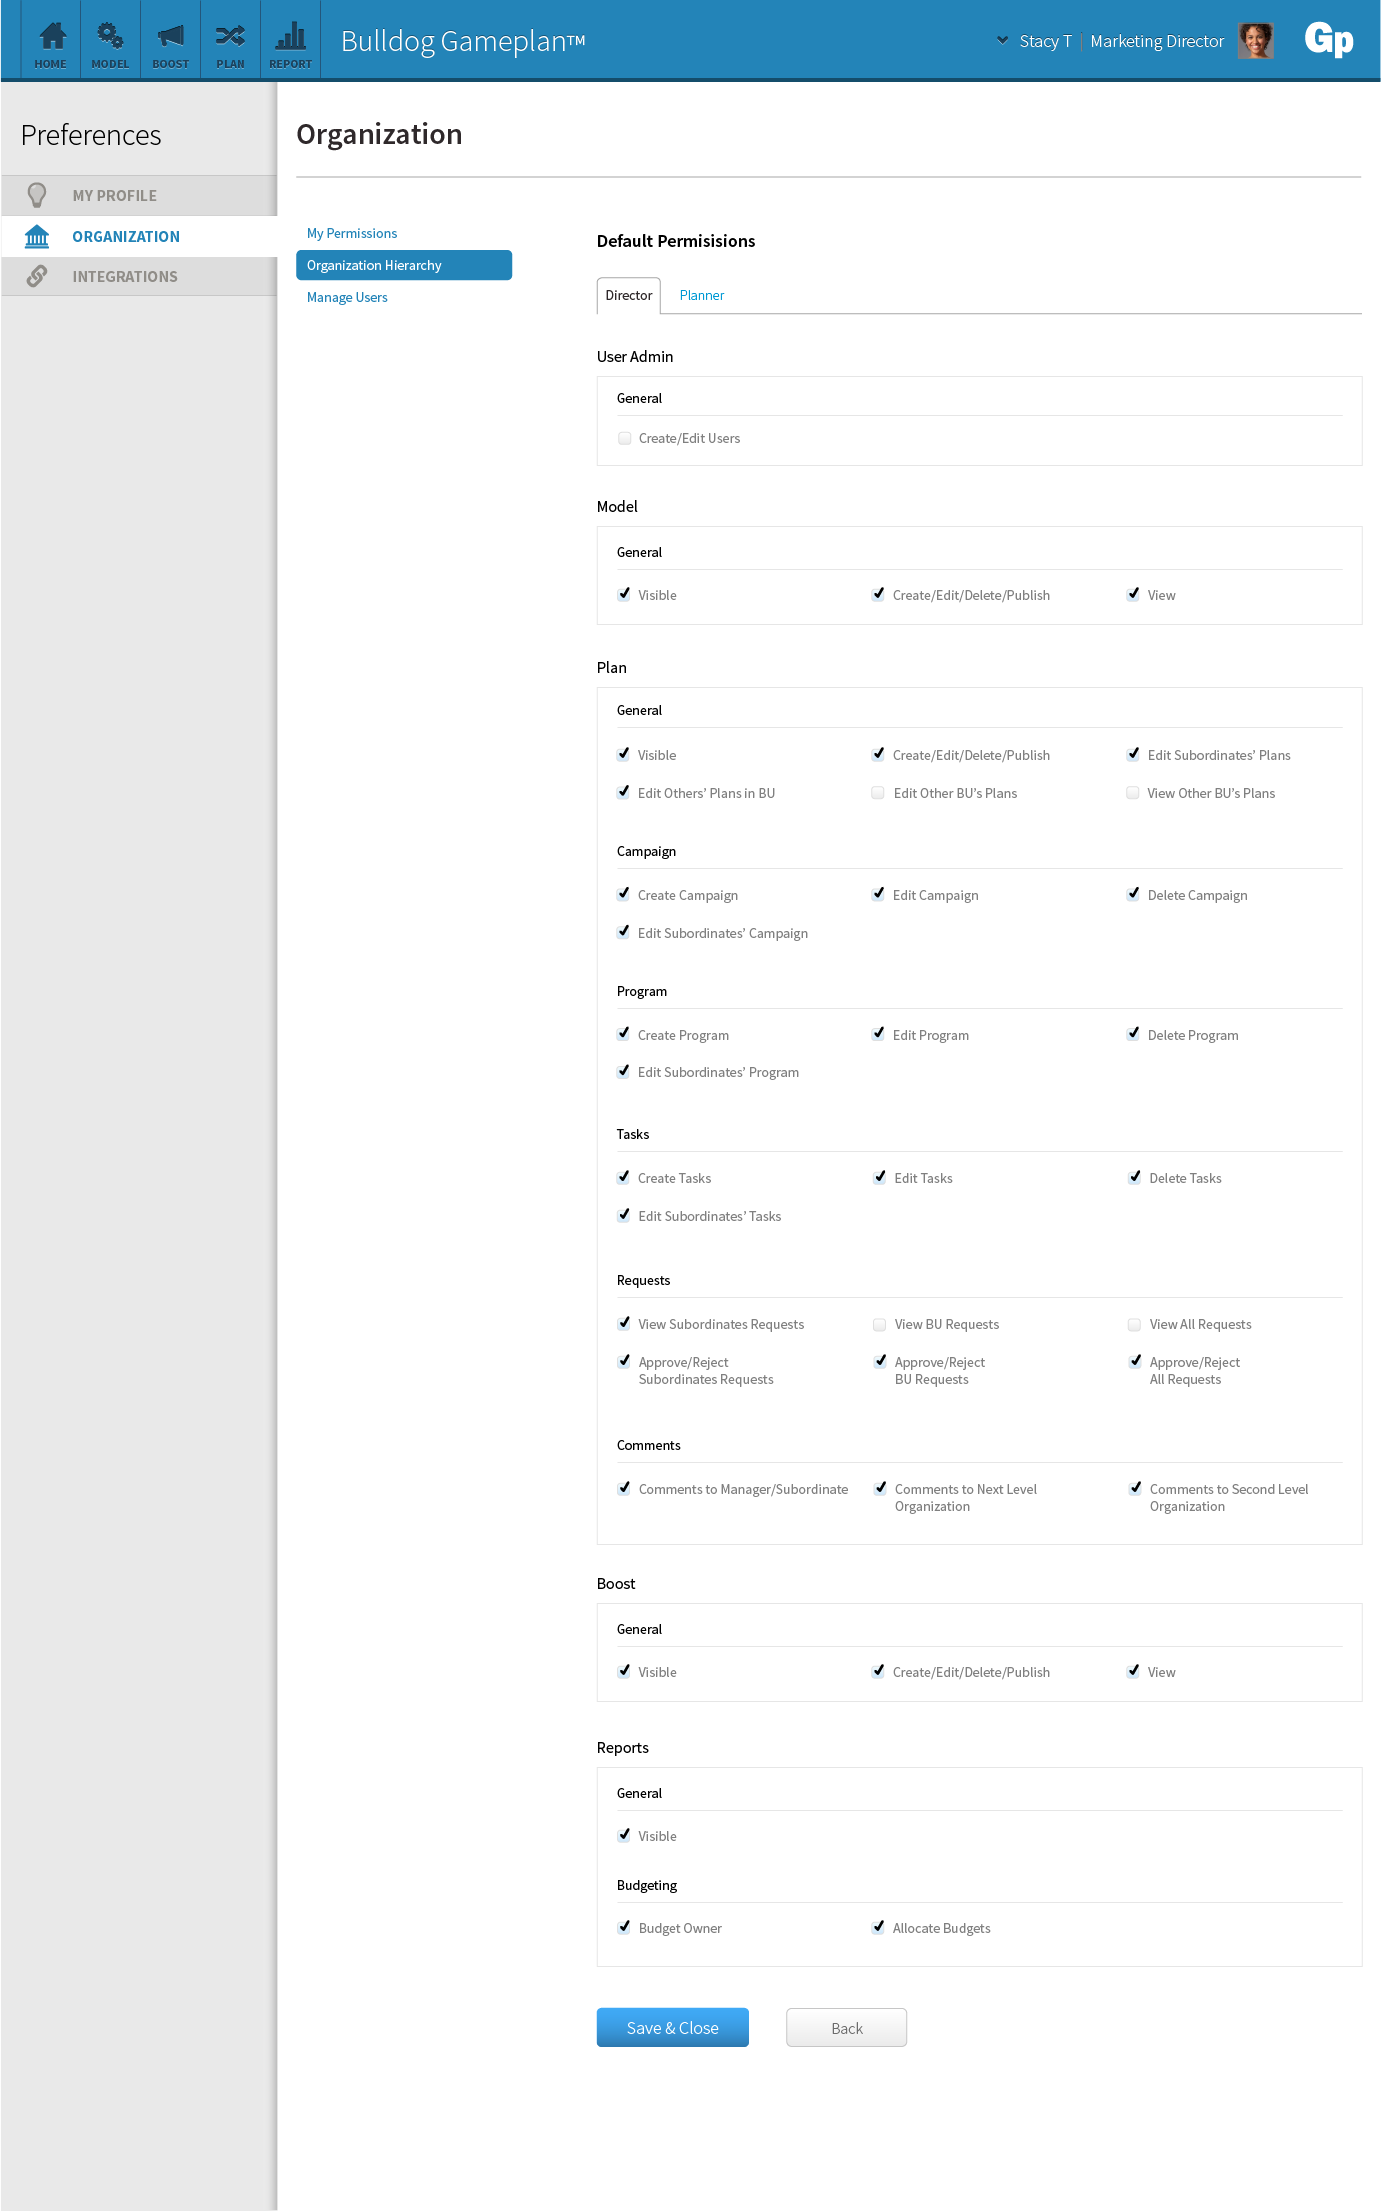 HOME
MODEL
BOOST
PLAN
REPORT
Bulldog Gameplan™
Stacy T
Marketing Director
Gp
Preferences
MY PROFILE
ORGANIZATION
INTEGRATIONS
Organization
My Permissions
Organization Hierarchy
Manage Users
Default Permisisions
Director
Planner
User Admin
General
Create/Edit Users
Model
General
Visible
Create/Edit/Delete/Publish
View
Plan
General
Visible
Create/Edit/Delete/Publish
Edit Subordinates’ Plans
Edit Others’ Plans in BU
Edit Other BU’s Plans
View Other BU’s Plans
Campaign
Create Campaign
Edit Campaign
Delete Campaign
Edit Subordinates’ Campaign
Program
Create Program
Edit Program
Delete Program
Edit Subordinates’ Program
Tasks
Create Tasks
Edit Tasks
Delete Tasks
Edit Subordinates’ Tasks
Requests
View Subordinates Requests
View BU Requests
View All Requests
Approve/Reject
Subordinates Requests
Approve/Reject
BU Requests
Approve/Reject
All Requests
Comments
Comments to Manager/Subordinate
Comments to Next Level
Organization
Comments to Second Level
Organization
Boost
General
Visible
Create/Edit/Delete/Publish
View
Reports
General
Visible
Budgeting
Budget Owner
Allocate Budgets
Save & Close
Back